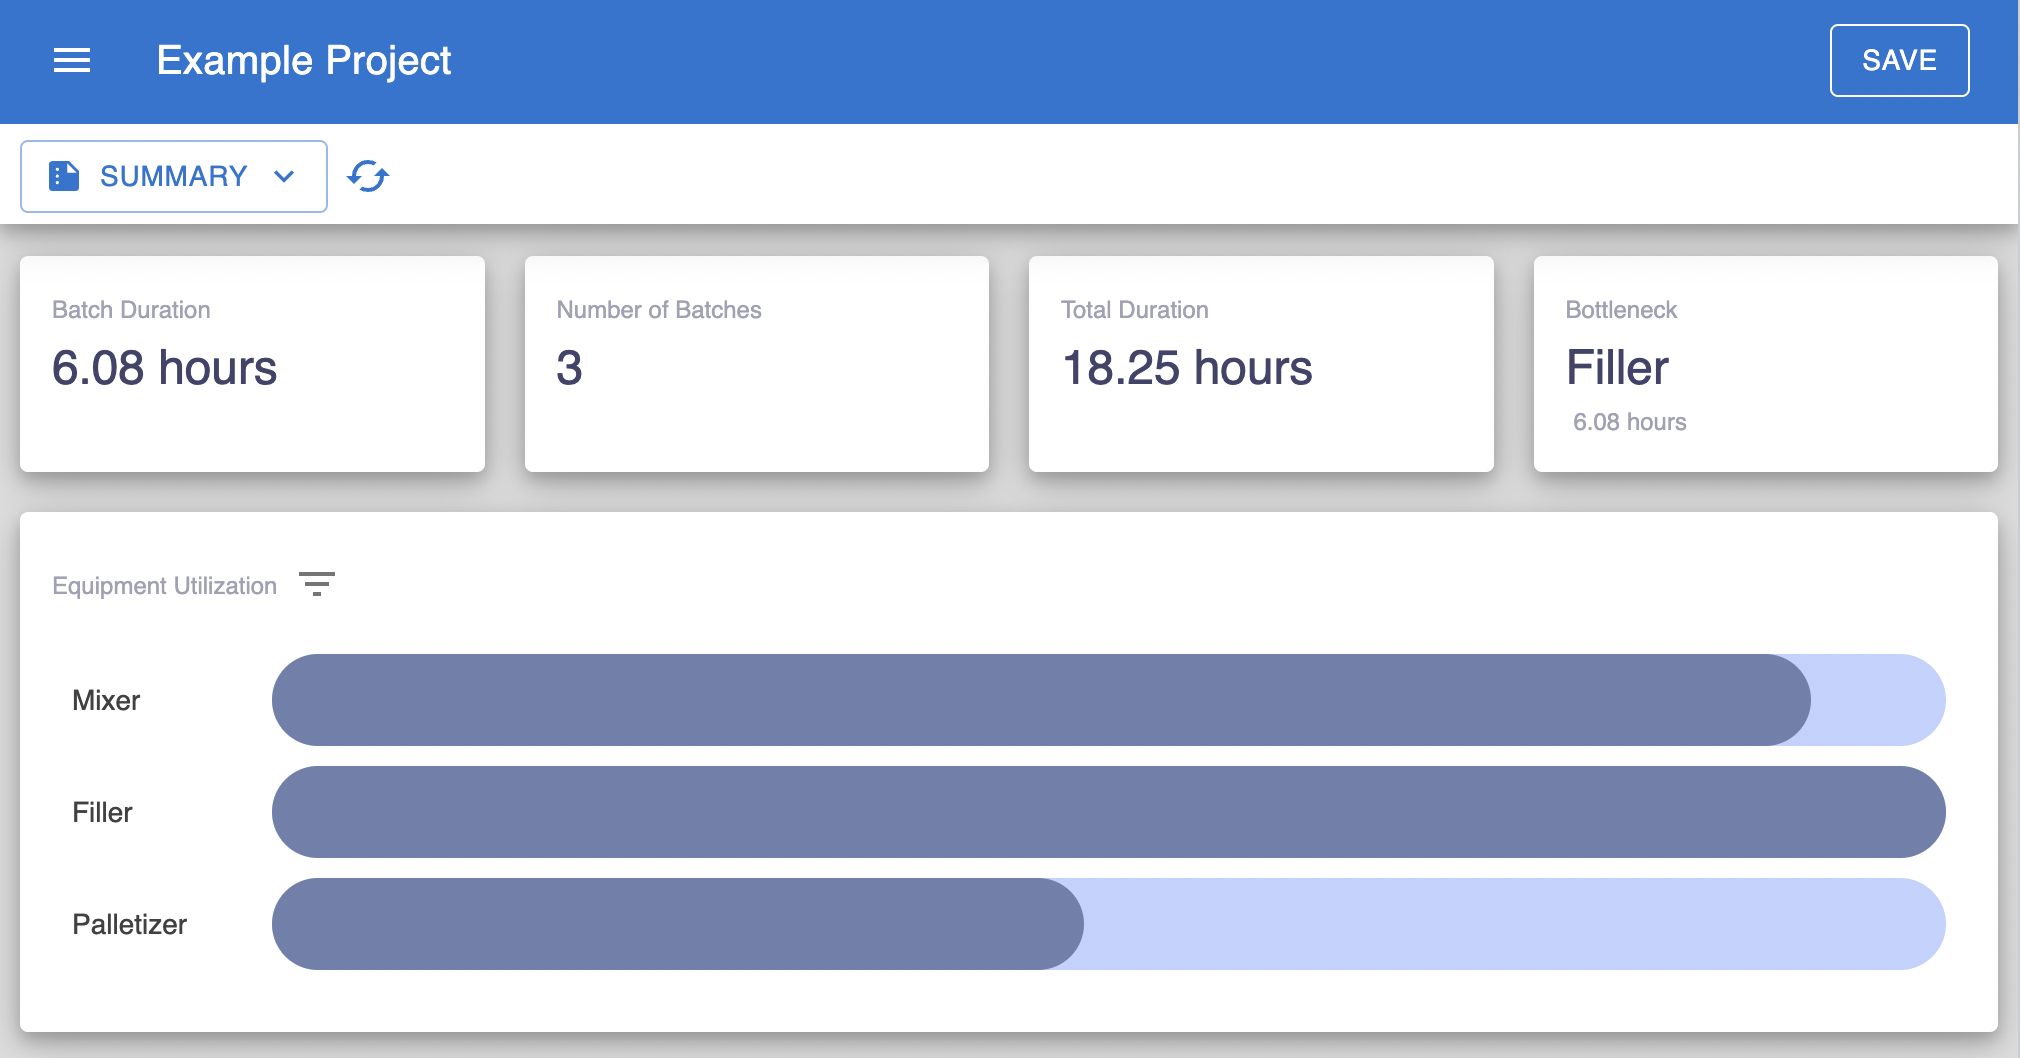 Example Project
SAVE
SUMMARY
Batch Duration
6.08 hours
Number of Batches
3
Total Duration
18.25 hours
Bottleneck
Filler
6.08 hours
Equipment Utilization
Mixer
Filler
Palletizer